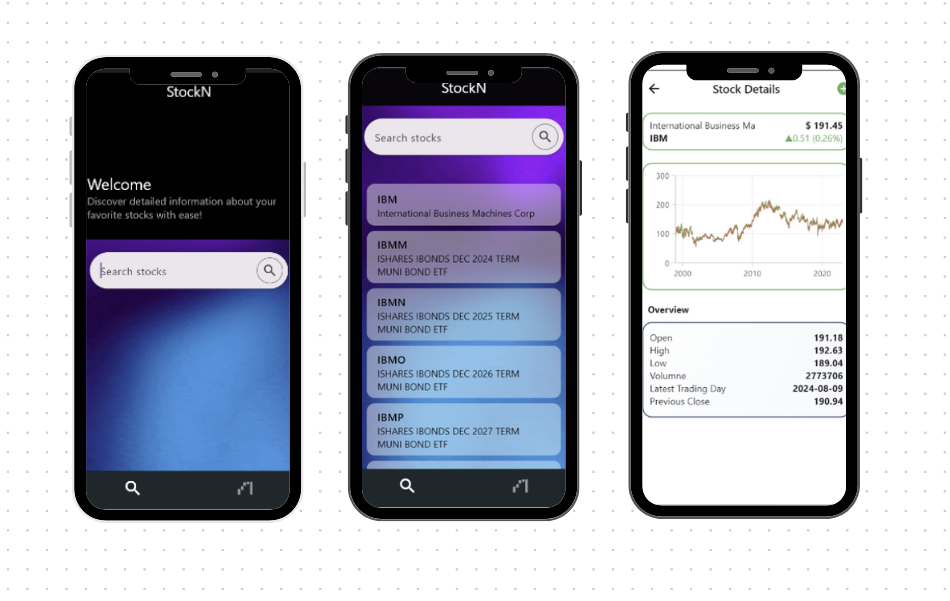 StockN
Welcome
Discover detailed information about your
favorite stocks with ease!
Search stocks
StockN
Search stocks
IBM
International Business Machines Corp
IBMM
ISHARES IBONDS DEC 2024 TERM
MUNI BOND ETF
IBMN
ISHARES IBONDS DEC 2025 TERM
MUNI BOND ETF
IBMO
ISHARES IBONDS DEC 2026 TERM
MUNI BOND ETF
IBMP
ISHARES IBONDS DEC 2027 TERM
MUNI BOND ETF
Stock Details
International Business Ma $ 191.45
IBM ▲0.51 (0.26%)
300
200
100
0
2000 2010 2020
Overview
Open 191.18
High 192.63
Low 189.04
Volumne 2773706
Latest Trading Day 2024-08-09
Previous Close 190.94